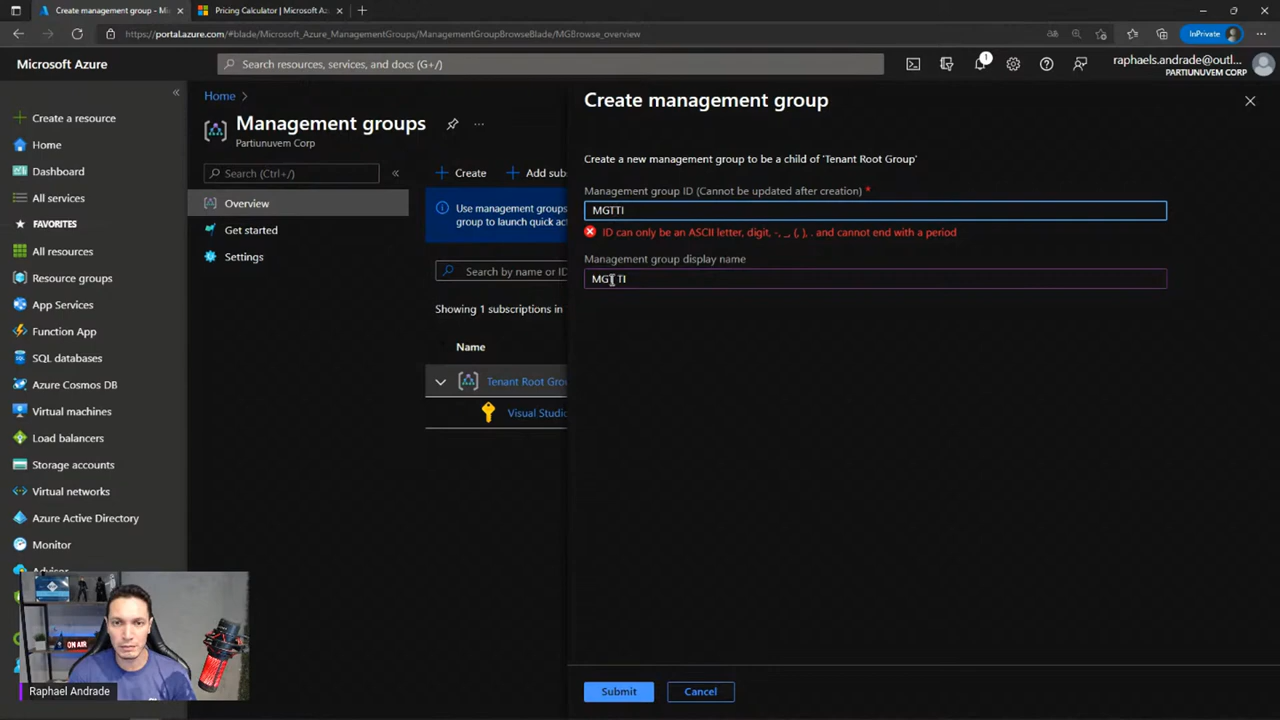 Create management group - Mi
Pricing Calculator | Microsoft Az
https://portal.azure.com/#blade/Microsoft_Azure_ManagementGroups/ManagementGroupBrowseBlade/MGBrowse_overview
InPrivate
Microsoft Azure
Search resources, services, and docs (G+/)
1
raphaels.andrade@outl...
PARTIUNUVEM CORP
Create a resource
Home
Dashboard
All services
FAVORITES
All resources
Resource groups
App Services
Function App
SQL databases
Azure Cosmos DB
Virtual machines
Load balancers
Storage accounts
Virtual networks
Azure Active Directory
Monitor
ON AIR
Raphael Andrade
Home
Management groups
Partiunuvem Corp
Search (Ctrl+/)
Overview
Get started
Settings
Create
Add sub
Use management groups
group to launch quick ac
Search by name or ID
Showing 1 subscriptions in
Name
Tenant Root Gro
Visual Studio
Create management group
Create a new management group to be a child of 'Tenant Root Group'
Management group ID (Cannot be updated after creation) *
MGTTI
ID can only be an ASCII letter, digit, -, _, (, ), . and cannot end with a period
Management group display name
MGT TI
Submit
Cancel